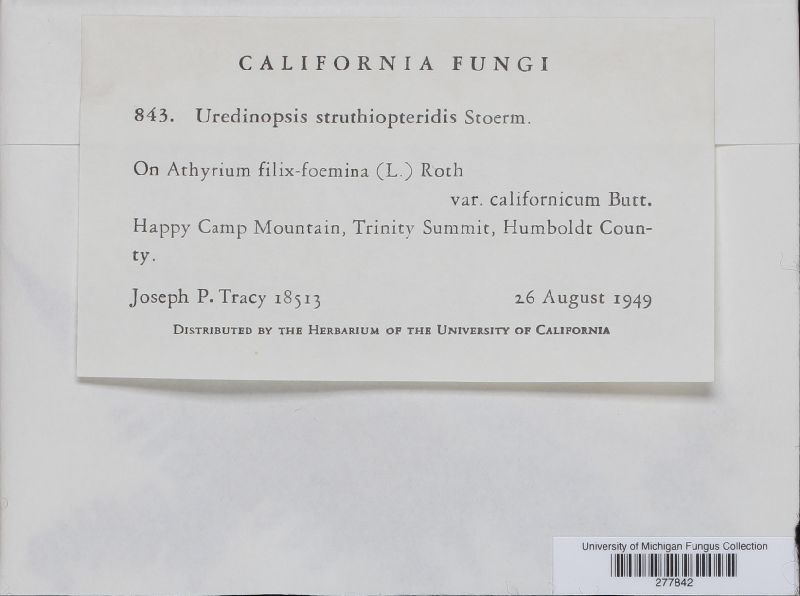 CALIFORNIA FUNGI
843. Uredinopsis struthiopteridis Stoerm.
On Athyrium filix-foemina (L.) Roth
var. californicum Butt.
Happy Camp Mountain, Trinity Summit, Humboldt Coun-
ty.
Joseph P. Tracy 18513 26 August 1949
Distributed by the Herbarium of the University of California
University of Michigan Fungus Collection
277842